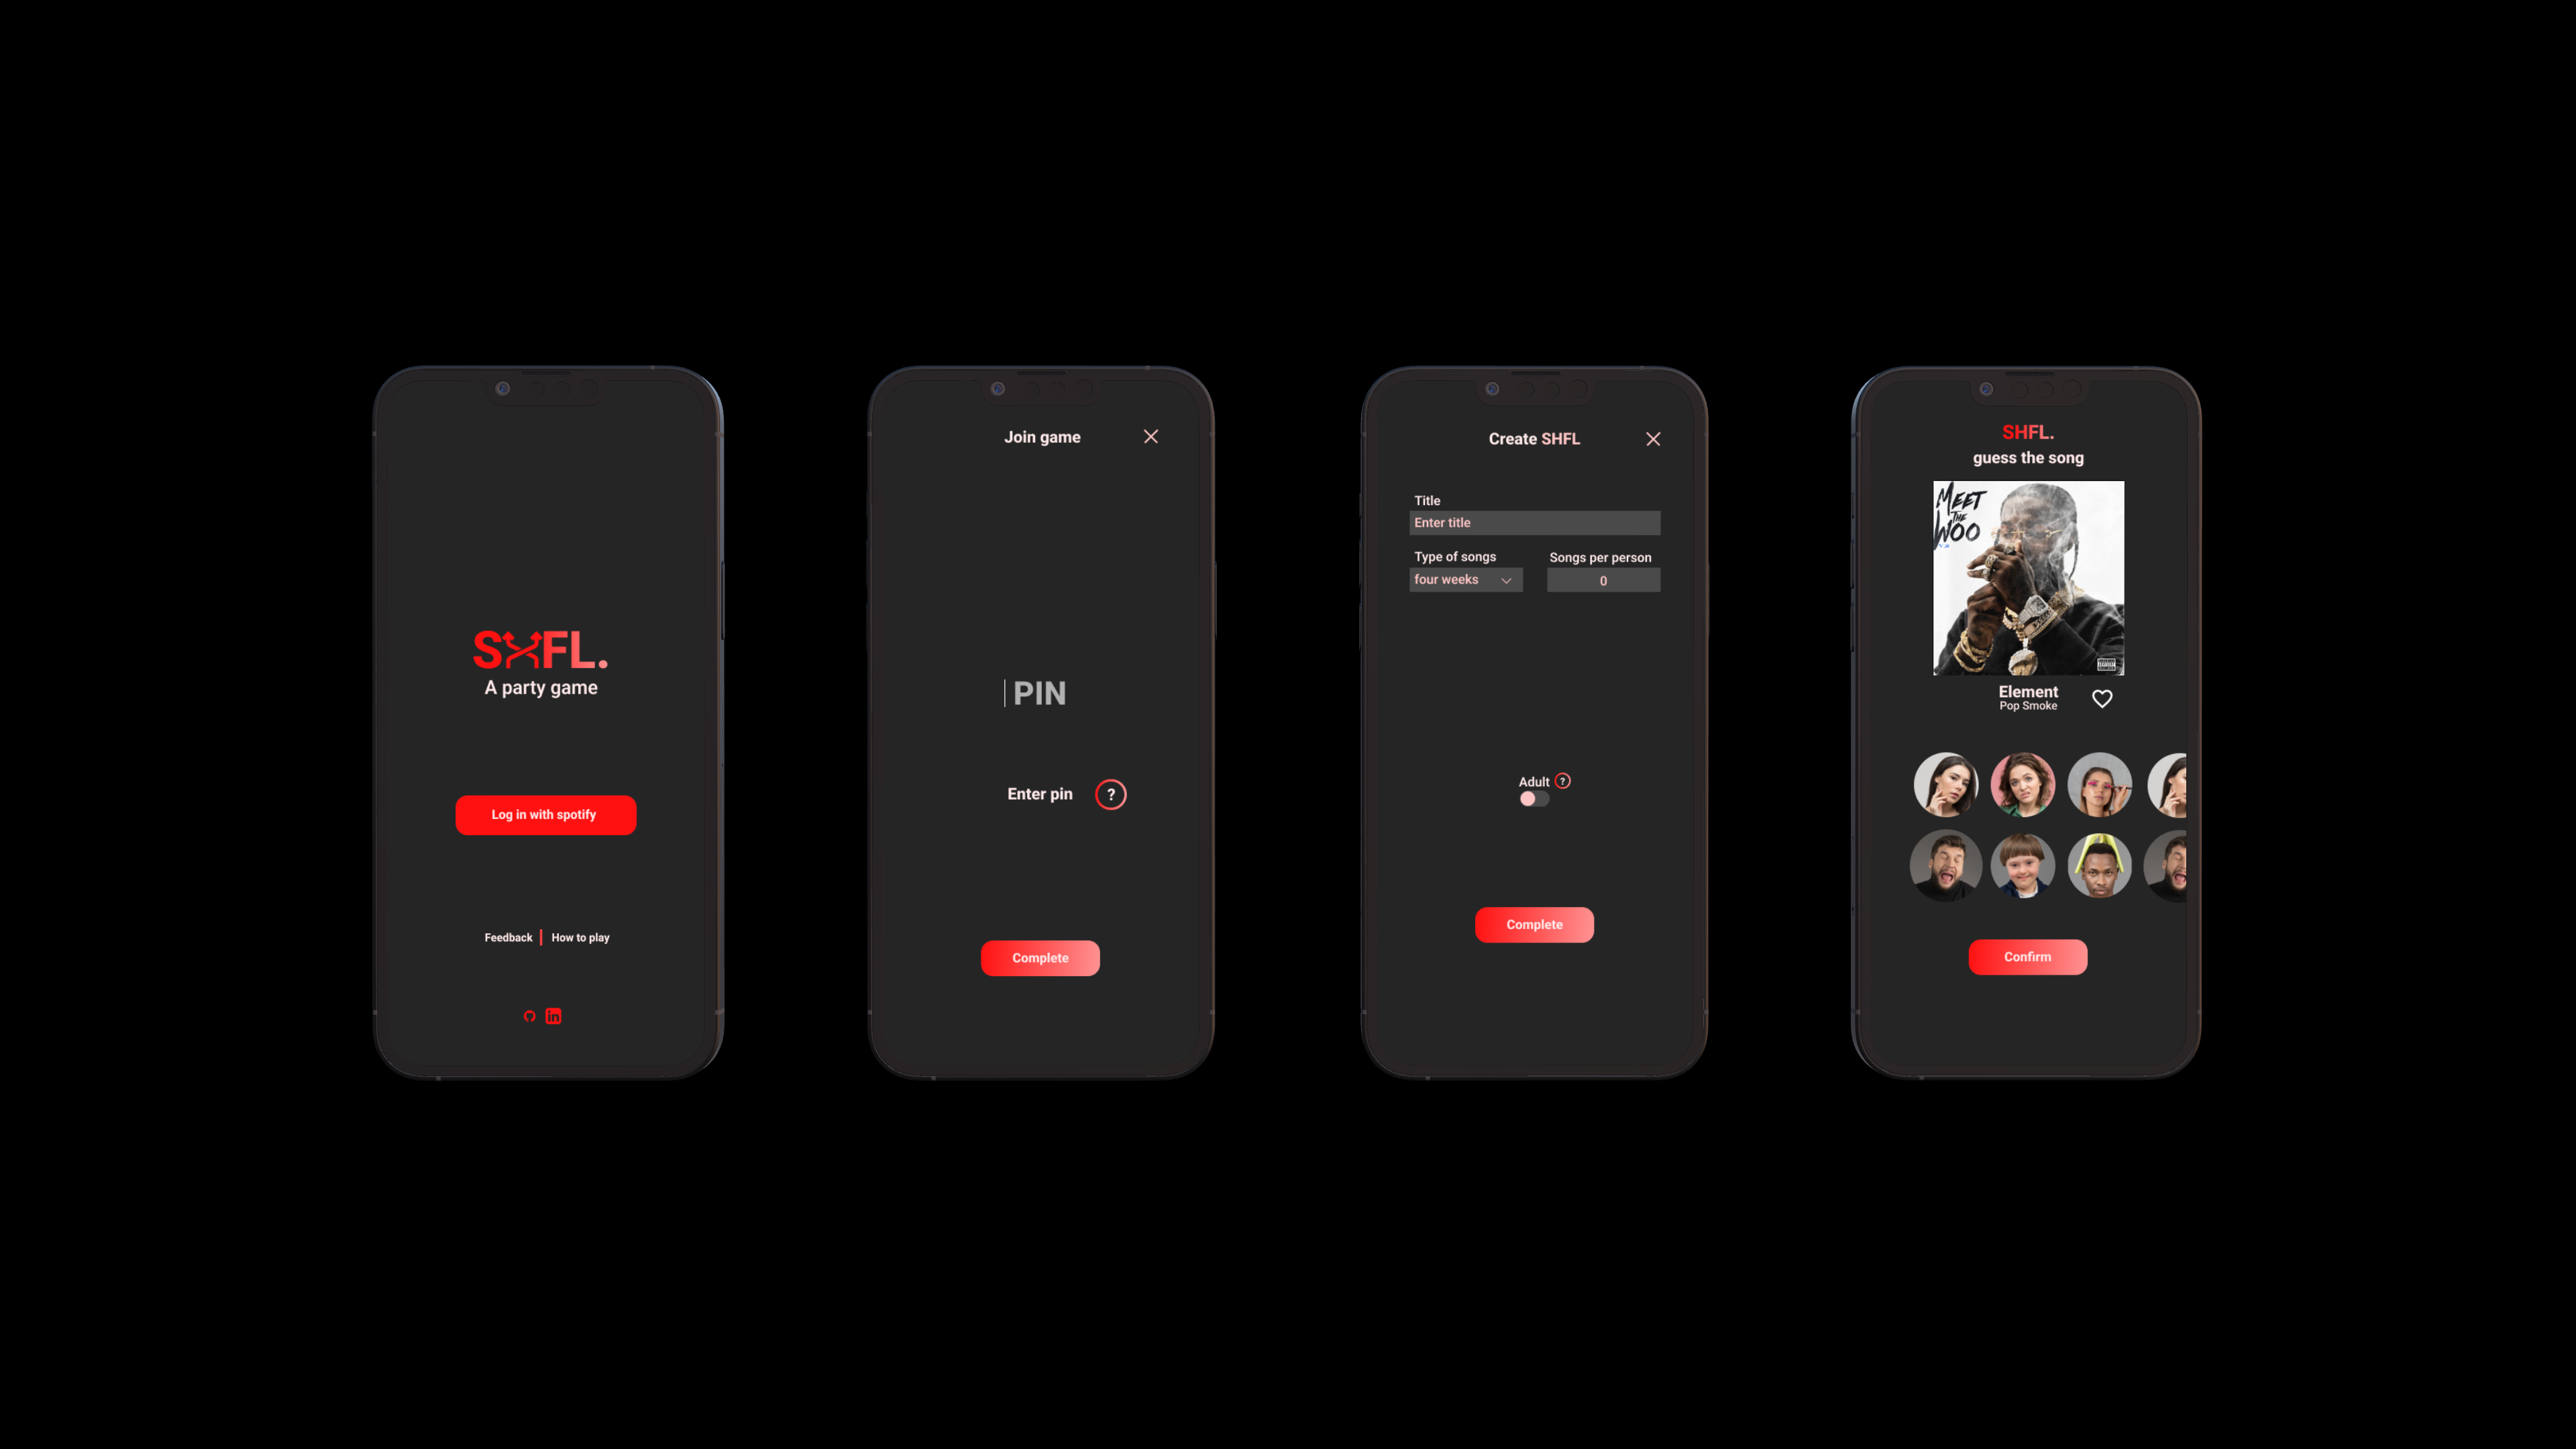 SHFL.
A party game
Log in with spotify
Feedback | How to play
in
Join game
PIN
Enter pin ?
Complete
Create SHFL
Title
Enter title
Type of songs Songs per person
four weeks 0
Adult ?
Complete
SHFL.
guess the song
MEET
THE
WOO
Element
Pop Smoke
Confirm